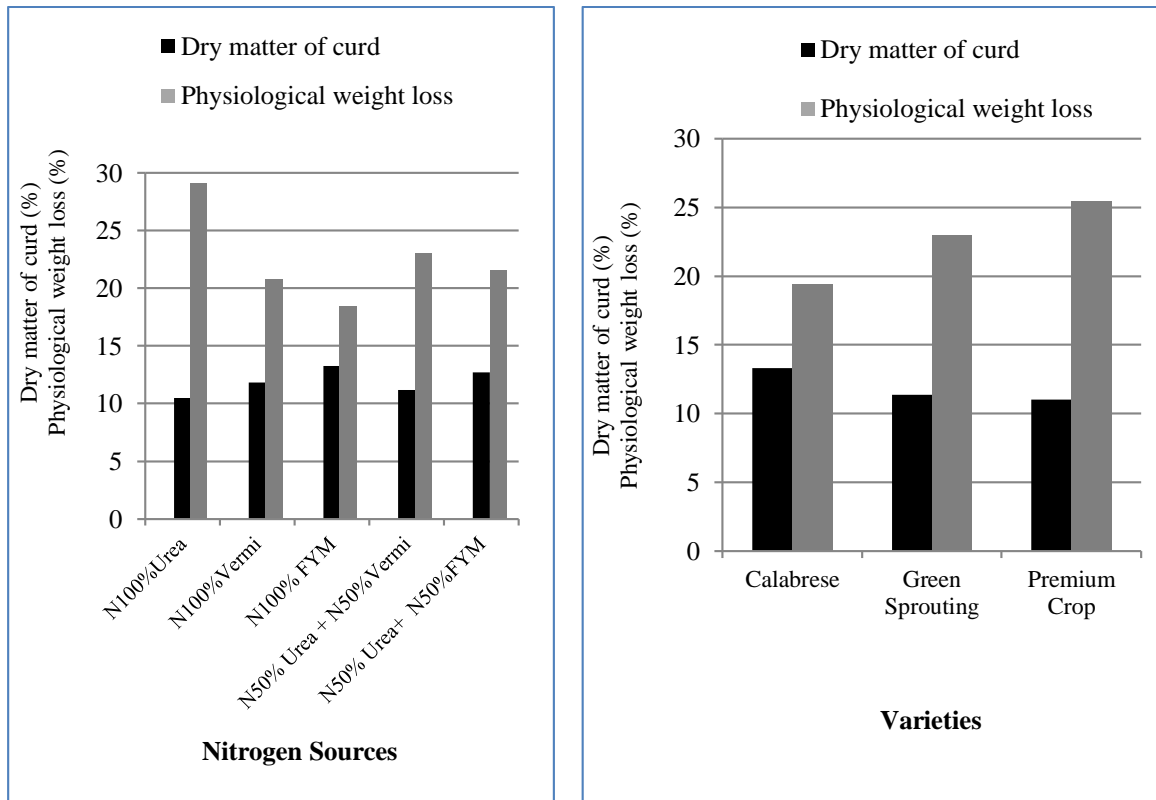 Dry matter of curd
Physiological weight loss
Dry matter of curd (%)
Physiological weight loss (%)
30
25
20
15
10
5
0
N100%Urea
N100%Vermi
N100% FYM
N50% Urea + N50%Vermi
N50% Urea+ N50%FYM
Nitrogen Sources
Dry matter of curd
Physiological weight loss
Dry matter of curd (%)
Physiological weight loss (%)
30
25
20
15
10
5
0
Calabrese
Green
Sprouting
Premium
Crop
Varieties